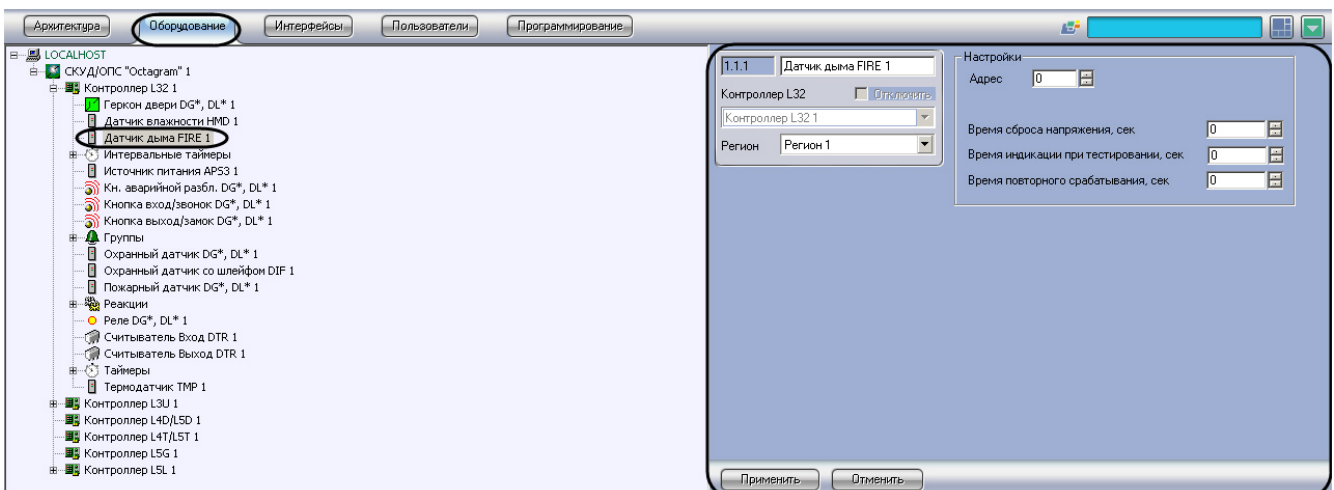 Архитектура Оборудование Интерфейсы Пользователи Программирование
LOCALHOST
СКУД/ОПС "Octagram" 1
Контроллер L32 1
Геркон двери DG*, DL* 1
Датчик влажности HMD 1
Датчик дыма FIRE 1
Интервальные таймеры
Источник питания APS3 1
Кн. аварийной разбл. DG*, DL* 1
Кнопка вход/звонок DG*, DL* 1
Кнопка выход/замок DG*, DL* 1
Группы
Охранный датчик DG*, DL* 1
Охранный датчик со шлейфом DIF 1
Пожарный датчик DG*, DL* 1
Реакции
Реле DG*, DL* 1
Считыватель Вход DTR 1
Считыватель Выход DTR 1
Таймеры
Термодатчик TMP 1
Контроллер L3U 1
Контроллер L4D/L5D 1
Контроллер L4T/L5T 1
Контроллер L5G 1
Контроллер L5L 1
1.1.1 Датчик дыма FIRE 1
Контроллер L32 Отключить
Контроллер L32 1
Регион Регион 1
Настройки
Адрес 0
Время сброса напряжения, сек 0
Время индикации при тестировании, сек 0
Время повторного срабатывания, сек 0
Применить Отменить